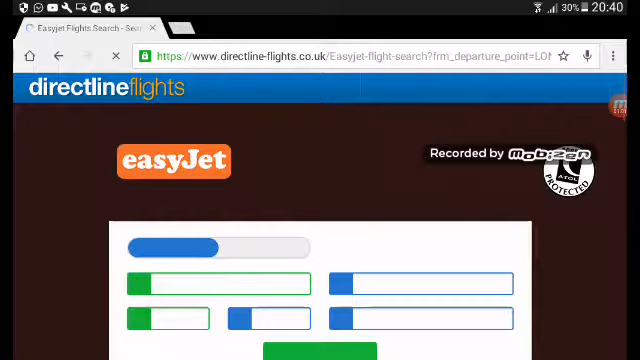 30% 20:40
Easyjet Flights Search - Sear
https://www.directline-flights.co.uk/Easyjet-flight-search?frm_departure_point=LON
directlineflights
easyJet
Recorded by mobizen
ATOL
PROTECTED